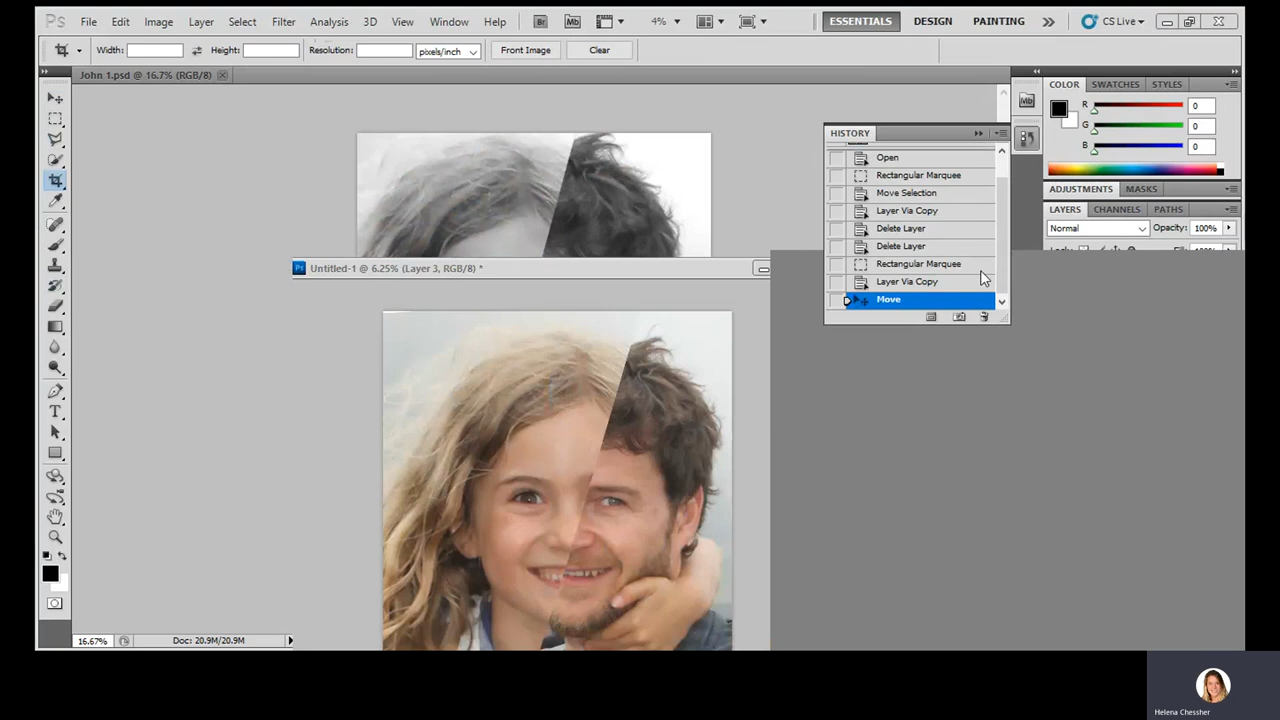 Ps File Edit Image Layer Select Filter Analysis 3D View Window Help Br Mb 4% ESSENTIALS DESIGN PAINTING CS Live
Width: Height: Resolution: pixels/inch Front Image Clear
John 1.psd @ 16.7% (RGB/8)
COLOR SWATCHES STYLES
Mb
R 0
G 0
B 0
HISTORY
Open
Rectangular Marquee
Move Selection
Layer Via Copy
Delete Layer
Delete Layer
Rectangular Marquee
Layer Via Copy
Move
ADJUSTMENTS MASKS
LAYERS CHANNELS PATHS
Normal Opacity: 100%
Ps Untitled-1 @ 6.25% (Layer 3, RGB/8) *
T
16.67% Doc: 20.9M/20.9M
Helena Chessher